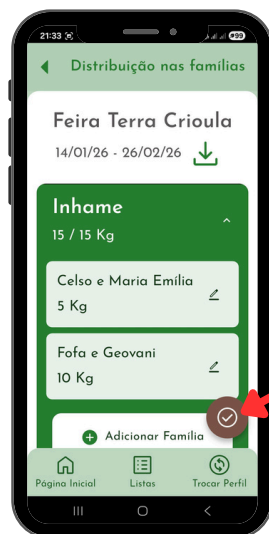 21:33
99
Distribuição nas famílias
Feira Terra Crioula
14/01/26 - 26/02/26
Inhame
15 / 15 Kg
Celso e Maria Emília
5 Kg
Fofa e Geovani
10 Kg
Adicionar Família
Página Inicial
Listas
Trocar Perfil